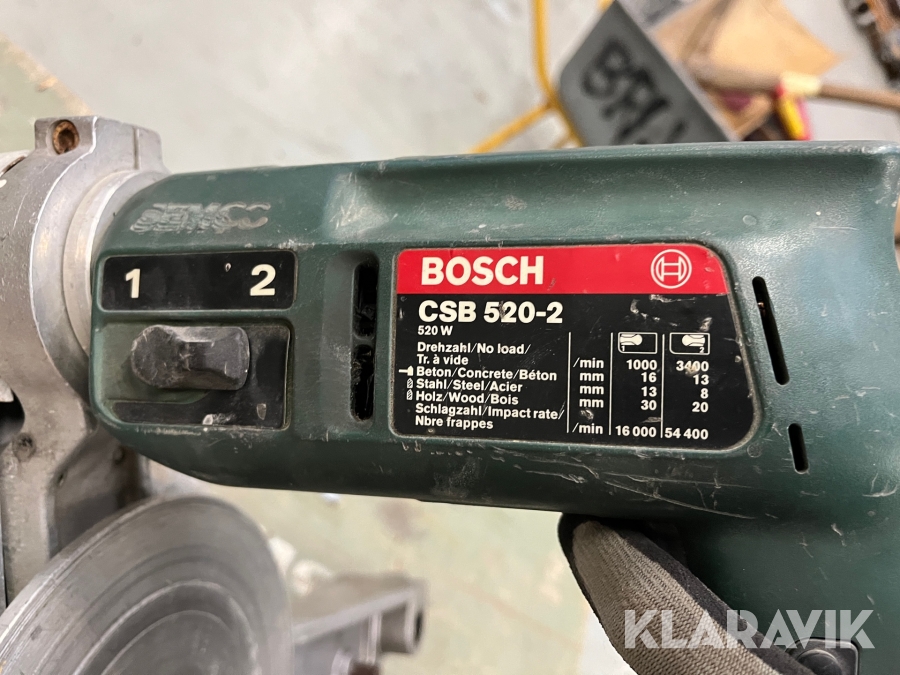 1 2
BOSCH
CSB 520-2
520 W
Drehzahl/No load/
Tr. à vide /min 1000 3400
Beton/Concrete/Béton mm 16 13
Stahl/Steel/Acier mm 13 8
Holz/Wood/Bois mm 30 20
Schlagzahl/Impact rate/
Nbre frappes /min 16 000 54 400
KLARAVIK